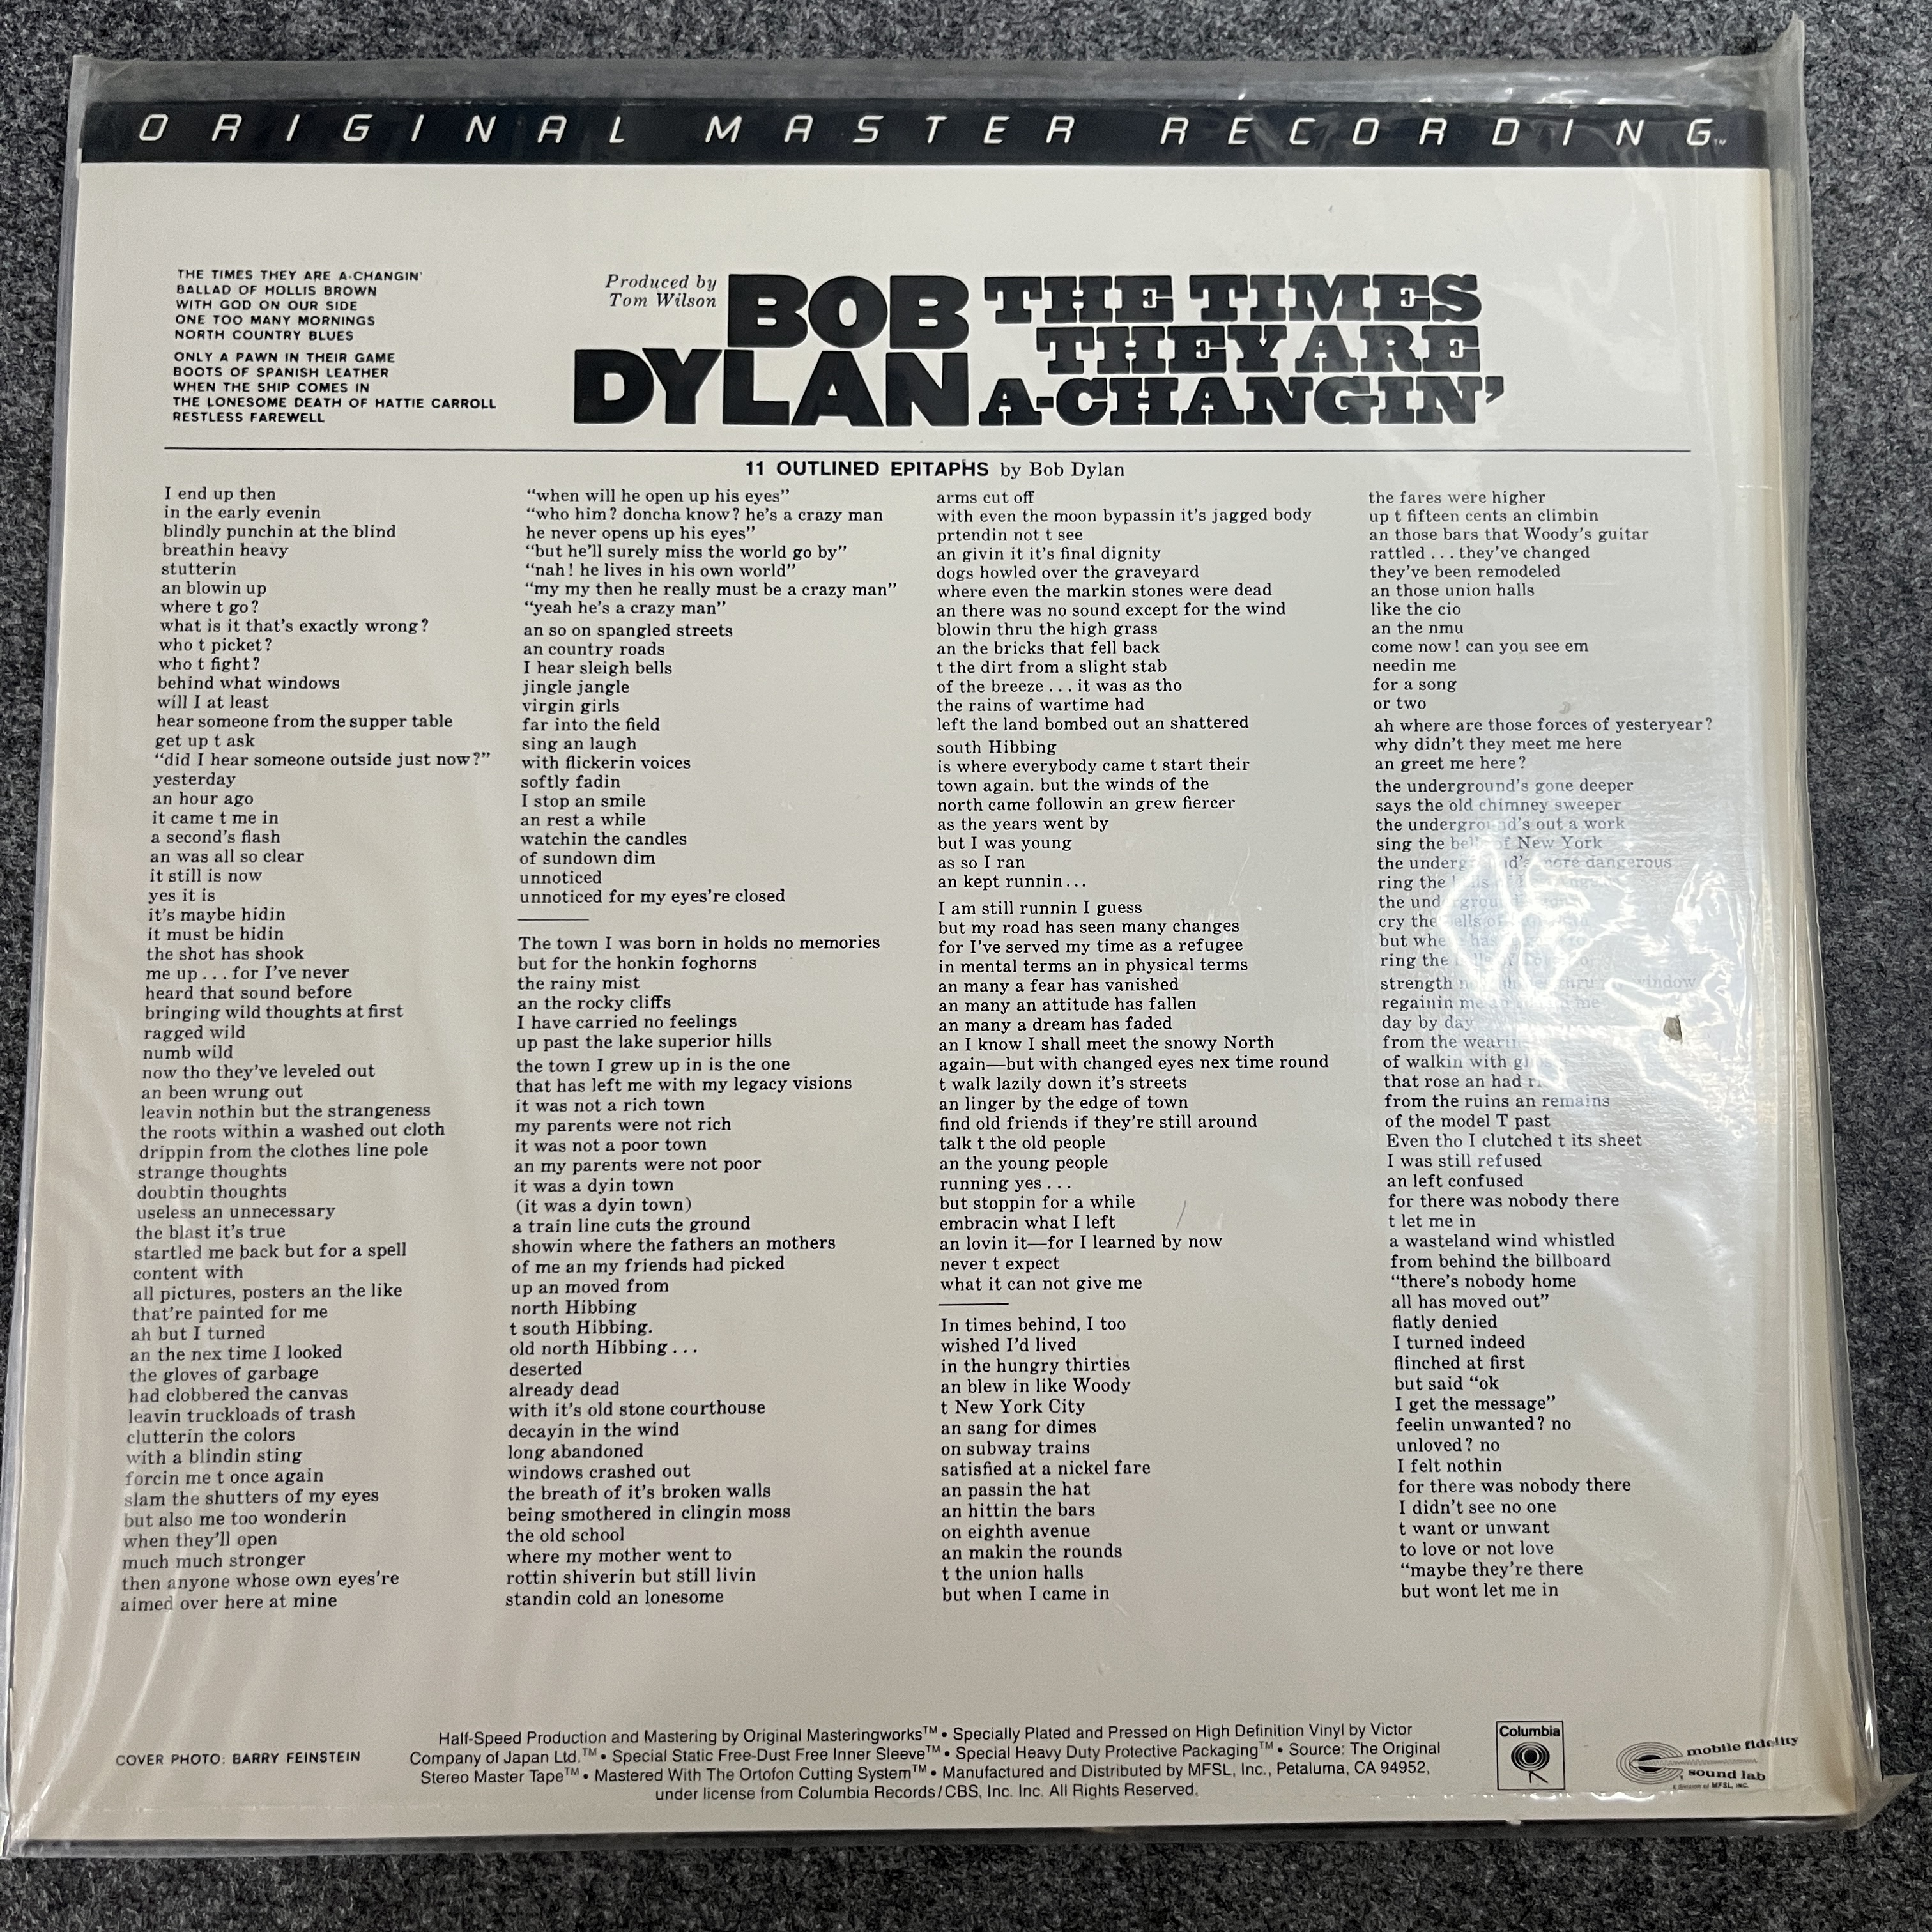 ORIGINAL MASTER RECORDING™
THE TIMES THEY ARE A-CHANGIN'
BALLAD OF HOLLIS BROWN
WITH GOD ON OUR SIDE
ONE TOO MANY MORNINGS
NORTH COUNTRY BLUES
ONLY A PAWN IN THEIR GAME
BOOTS OF SPANISH LEATHER
WHEN THE SHIP COMES IN
THE LONESOME DEATH OF HATTIE CARROLL
RESTLESS FAREWELL
Produced by
Tom Wilson
BOB
DYLAN
THE TIMES
THEY ARE
A-CHANGIN'
11 OUTLINED EPITAPHS by Bob Dylan
I end up then
in the early evenin
blindly punchin at the blind
breathin heavy
stutterin
an blowin up
where t go?
what is it that's exactly wrong?
who t picket?
who t fight?
behind what windows
will I at least
hear someone from the supper table
get up t ask
“did I hear someone outside just now?”
yesterday
an hour ago
it came t me in
a second's flash
an was all so clear
it still is now
yes it is
it's maybe hidin
it must be hidin
the shot has shook
me up . . . for I've never
heard that sound before
bringing wild thoughts at first
ragged wild
numb wild
now tho they've leveled out
an been wrung out
leavin nothin but the strangeness
the roots within a washed out cloth
drippin from the clothes line pole
strange thoughts
doubtin thoughts
useless an unnecessary
the blast it's true
startled me back but for a spell
content with
all pictures, posters an the like
that're painted for me
ah but I turned
an the nex time I looked
the gloves of garbage
had clobbered the canvas
leavin truckloads of trash
clutterin the colors
with a blindin sting
forcin me t once again
slam the shutters of my eyes
but also me too wonderin
when they'll open
much much stronger
then anyone whose own eyes're
aimed over here at mine
“when will he open up his eyes”
“who him? doncha know? he's a crazy man
he never opens up his eyes”
“but he'll surely miss the world go by”
“nah! he lives in his own world”
“my my then he really must be a crazy man”
“yeah he's a crazy man”
an so on spangled streets
an country roads
I hear sleigh bells
jingle jangle
virgin girls
far into the field
sing an laugh
with flickerin voices
softly fadin
I stop an smile
an rest a while
watchin the candles
of sundown dim
unnoticed
unnoticed for my eyes're closed
The town I was born in holds no memories
but for the honkin foghorns
the rainy mist
an the rocky cliffs
I have carried no feelings
up past the lake superior hills
the town I grew up in is the one
that has left me with my legacy visions
it was not a rich town
my parents were not rich
it was not a poor town
an my parents were not poor
it was a dyin town
(it was a dyin town)
a train line cuts the ground
showin where the fathers an mothers
of me an my friends had picked
up an moved from
north Hibbing
t south Hibbing.
old north Hibbing . . .
deserted
already dead
with it's old stone courthouse
decayin in the wind
long abandoned
windows crashed out
the breath of it's broken walls
being smothered in clingin moss
the old school
where my mother went to
rottin shiverin but still livin
standin cold an lonesome
arms cut off
with even the moon bypassin it's jagged body
prtendin not t see
an givin it it's final dignity
dogs howled over the graveyard
where even the markin stones were dead
an there was no sound except for the wind
blowin thru the high grass
an the bricks that fell back
t the dirt from a slight stab
of the breeze . . . it was as tho
the rains of wartime had
left the land bombed out an shattered
south Hibbing
is where everybody came t start their
town again. but the winds of the
north came followin an grew fiercer
as the years went by
but I was young
as so I ran
an kept runnin . . .
I am still runnin I guess
but my road has seen many changes
for I've served my time as a refugee
in mental terms an in physical terms
an many a fear has vanished
an many an attitude has fallen
an many a dream has faded
an I know I shall meet the snowy North
again—but with changed eyes nex time round
t walk lazily down it's streets
an linger by the edge of town
find old friends if they're still around
talk t the old people
an the young people
running yes . . .
but stoppin for a while
embracin what I left
an lovin it—for I learned by now
never t expect
what it can not give me
In times behind, I too
wished I'd lived
in the hungry thirties
an blew in like Woody
t New York City
an sang for dimes
on subway trains
satisfied at a nickel fare
an passin the hat
an hittin the bars
on eighth avenue
an makin the rounds
t the union halls
but when I came in
the fares were higher
up t fifteen cents an climbin
an those bars that Woody's guitar
rattled . . . they've changed
they've been remodeled
an those union halls
like the cio
an the nmu
come now! can you see em
needin me
for a song
or two
ah where are those forces of yesteryear?
why didn't they meet me here
an greet me here?
the underground's gone deeper
says the old chimney sweeper
the underground's out a work
sing the bells of New York
the underground's more dangerous
ring the
the underground's
cry the bells of
but
ring the
strength window
regainin me
day by day
from the
of walkin with
that rose an had
from the ruins an remains
of the model T past
Even tho I clutched t its sheet
I was still refused
an left confused
for there was nobody there
t let me in
a wasteland wind whistled
from behind the billboard
“there's nobody home
all has moved out”
flatly denied
I turned indeed
flinched at first
but said “ok
I get the message”
feelin unwanted? no
unloved? no
I felt nothin
for there was nobody there
I didn't see no one
t want or unwant
to love or not love
“maybe they're there
but wont let me in
COVER PHOTO: BARRY FEINSTEIN
Half-Speed Production and Mastering by Original Masteringworks™ • Specially Plated and Pressed on High Definition Vinyl by Victor
Company of Japan Ltd.™ • Special Static Free-Dust Free Inner Sleeve™ • Special Heavy Duty Protective Packaging™ • Source: The Original
Stereo Master Tape™ • Mastered With The Ortofon Cutting System™ • Manufactured and Distributed by MFSL, Inc., Petaluma, CA 94952,
under license from Columbia Records/CBS, Inc. Inc. All Rights Reserved.
Columbia
mobile fidelity
sound lab
a division of MFSL, INC.